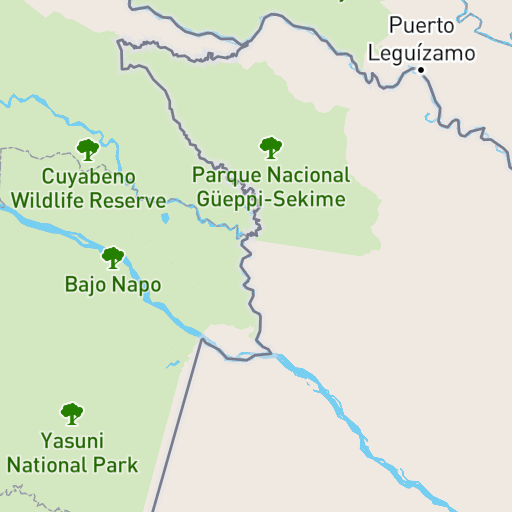 Puerto
Leguízamo
Parque Nacional
Güeppi-Sekime
Cuyabeno
Wildlife Reserve
Bajo Napo
Yasuni
National Park